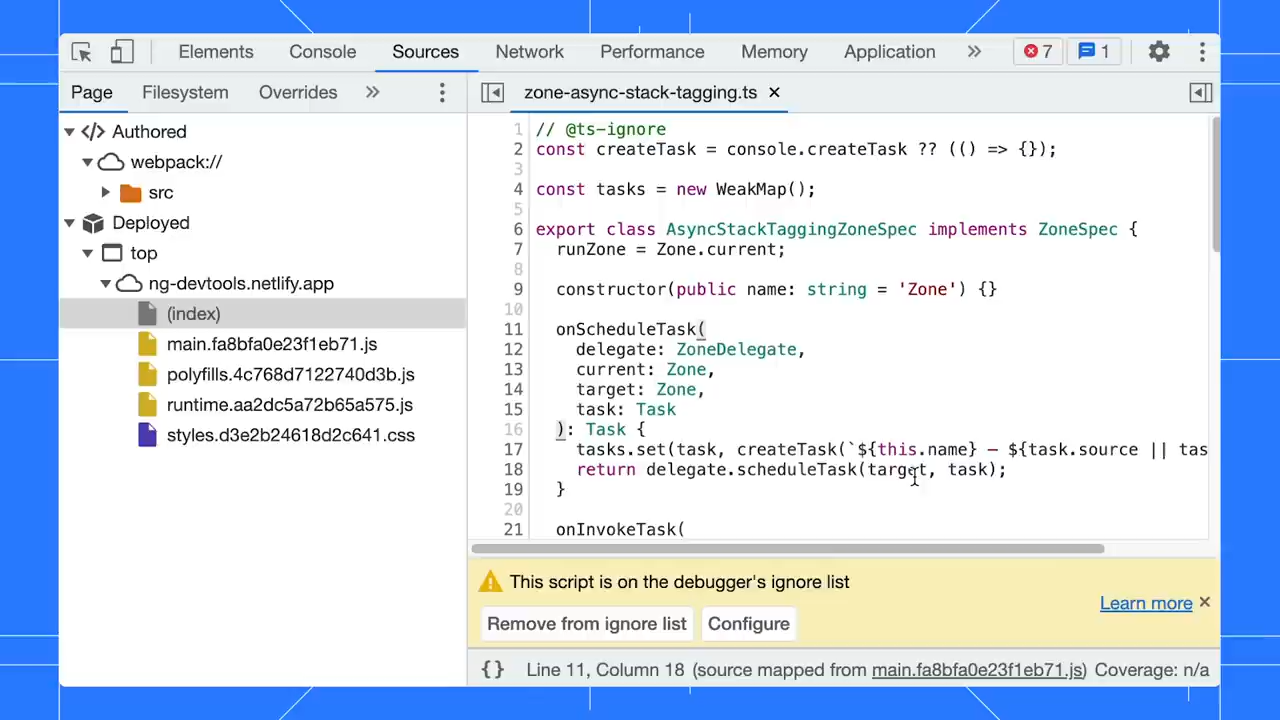 Elements Console Sources Network Performance Memory Application » 7 1
Page Filesystem Overrides »
Authored
webpack://
src
Deployed
top
ng-devtools.netlify.app
(index)
main.fa8bfa0e23f1eb71.js
polyfills.4c768d7122740d3b.js
runtime.aa2dc5a72b65a575.js
styles.d3e2b24618d2c641.css
zone-async-stack-tagging.ts ×
1 // @ts-ignore
2 const createTask = console.createTask ?? (() => {});
3
4 const tasks = new WeakMap();
5
6 export class AsyncStackTaggingZoneSpec implements ZoneSpec {
7 runZone = Zone.current;
8
9 constructor(public name: string = 'Zone') {}
10
11 onScheduleTask(
12 delegate: ZoneDelegate,
13 current: Zone,
14 target: Zone,
15 task: Task
16 ): Task {
17 tasks.set(task, createTask(`${this.name} – ${task.source || tas
18 return delegate.scheduleTask(target, task);
19 }
20
21 onInvokeTask(
This script is on the debugger's ignore list
Learn more ×
Remove from ignore list Configure
{} Line 11, Column 18 (source mapped from main.fa8bfa0e23f1eb71.js) Coverage: n/a